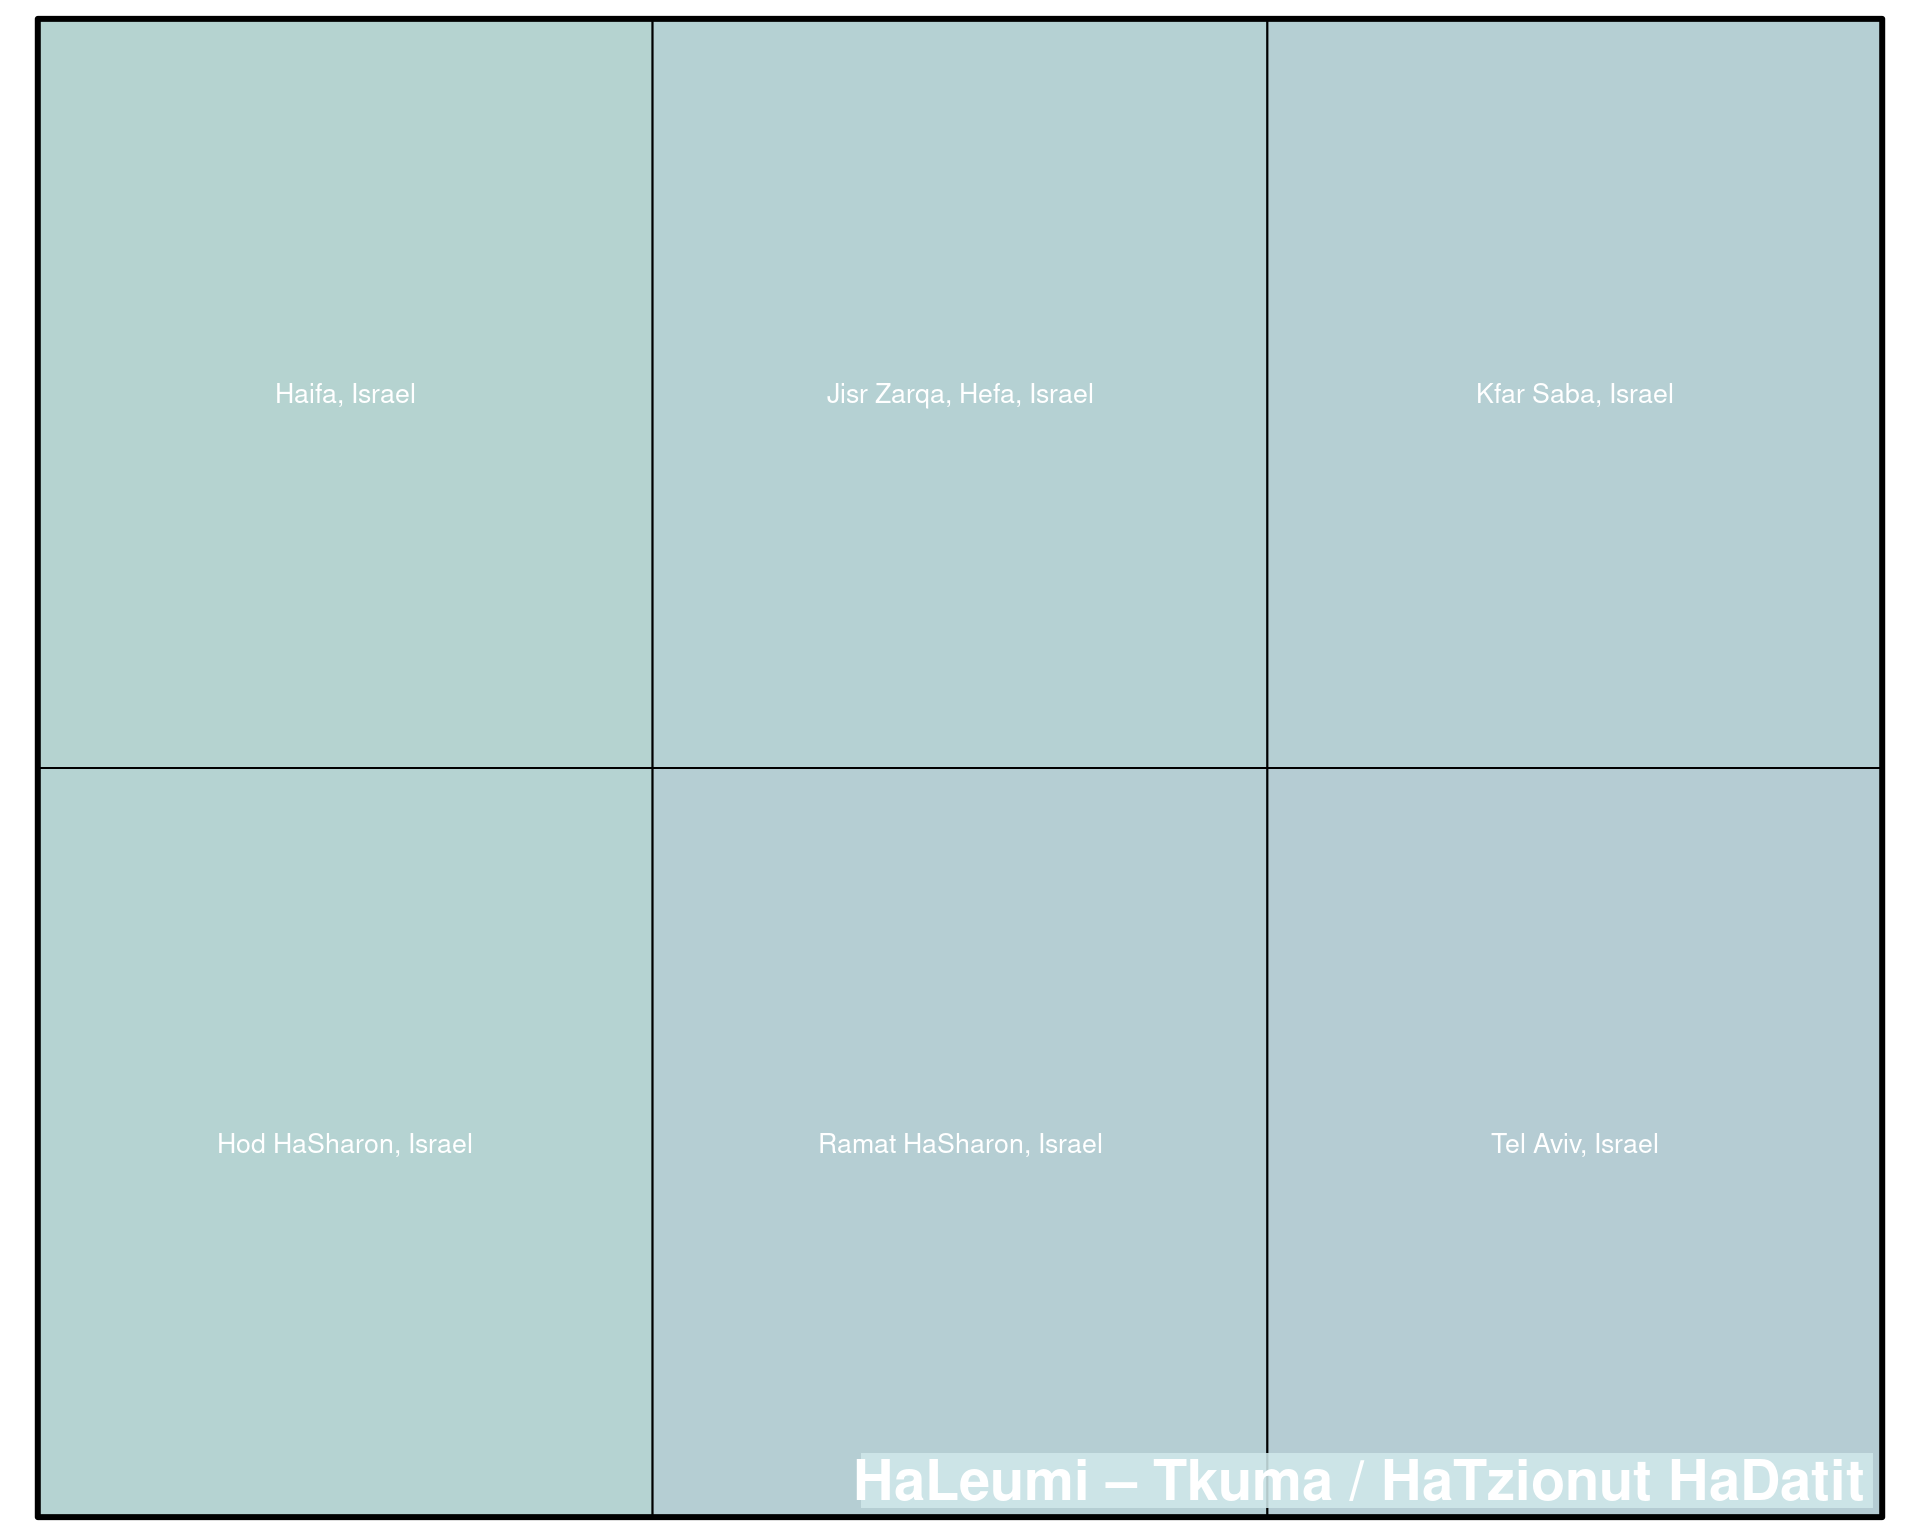 Haifa, Israel
Jisr Zarqa, Hefa, Israel
Kfar Saba, Israel
Hod HaSharon, Israel
Ramat HaSharon, Israel
Tel Aviv, Israel
HaLeumi – Tkuma / HaTzionut HaDatit